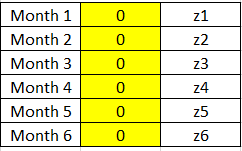 Month 1 0 z1
Month 2 0 z2
Month 3 0 z3
Month 4 0 z4
Month 5 0 z5
Month 6 0 z6